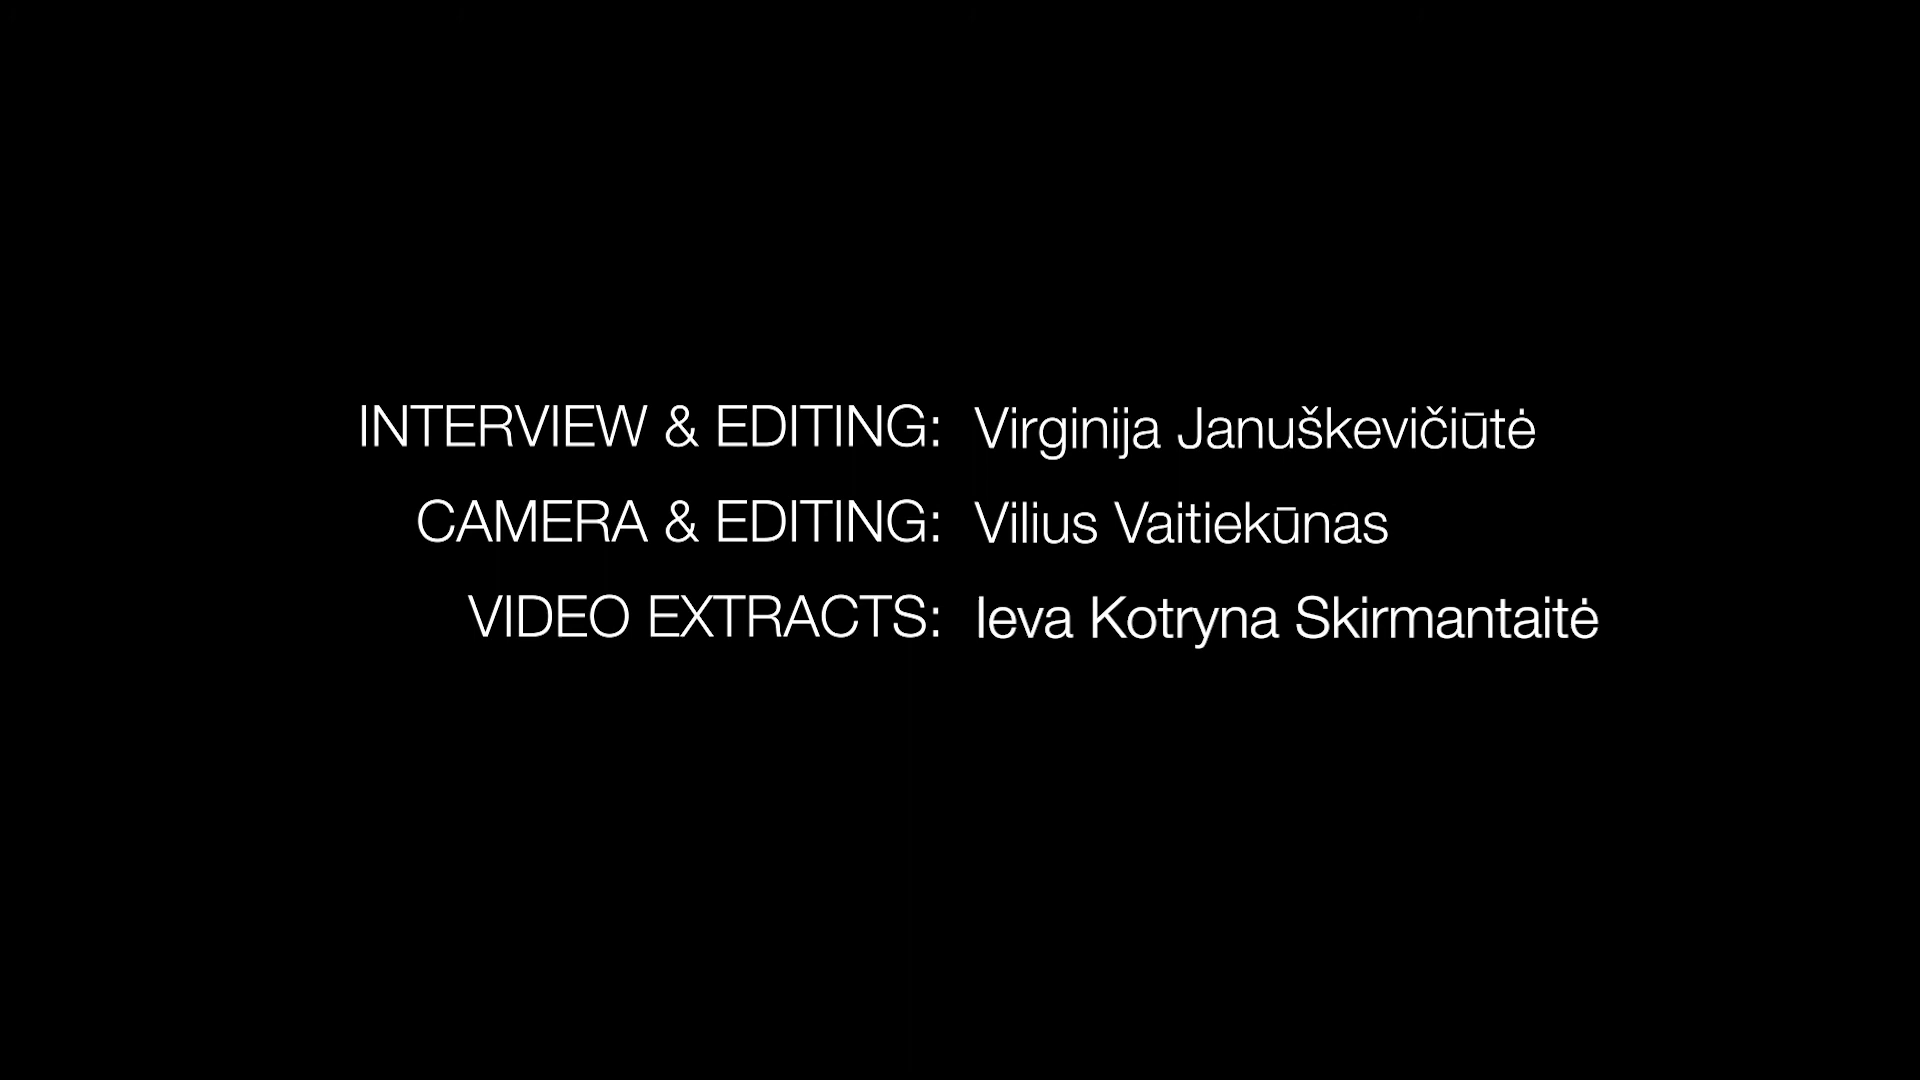 INTERVIEW & EDITING: Virginija Januškevičiūtė
CAMERA & EDITING: Vilius Vaitiekūnas
VIDEO EXTRACTS: Ieva Kotryna Skirmantaitė